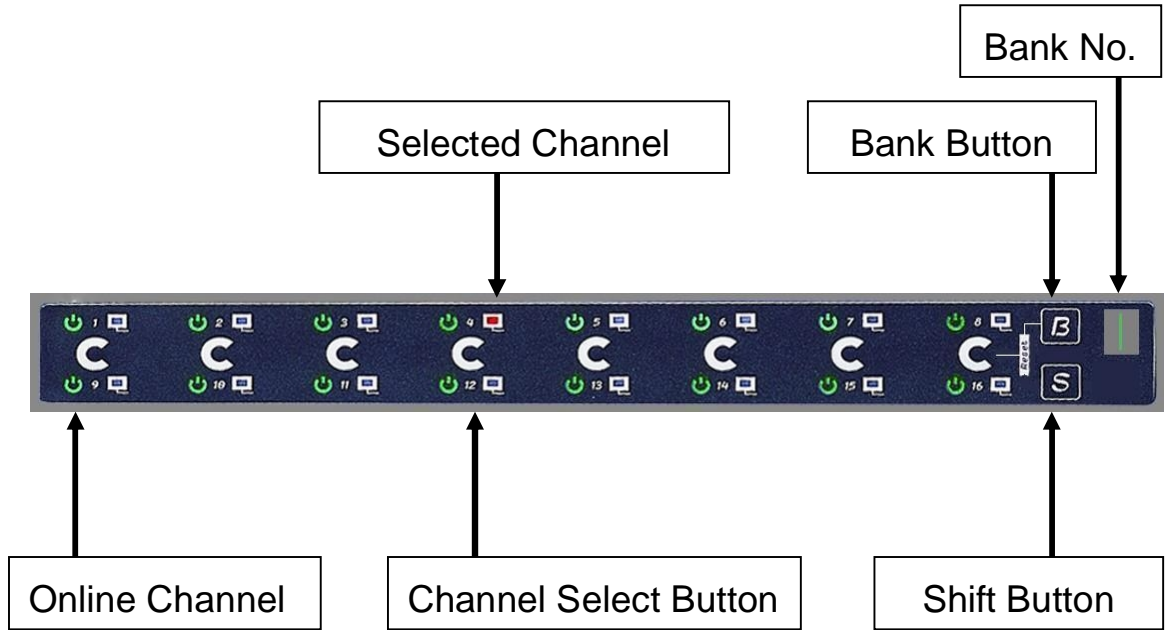 Bank No.
Selected Channel
Bank Button
1 2 3 4 5 6 7 8 B
C C C C C C C C Reset
9 10 11 12 13 14 15 16 S
Online Channel
Channel Select Button
Shift Button